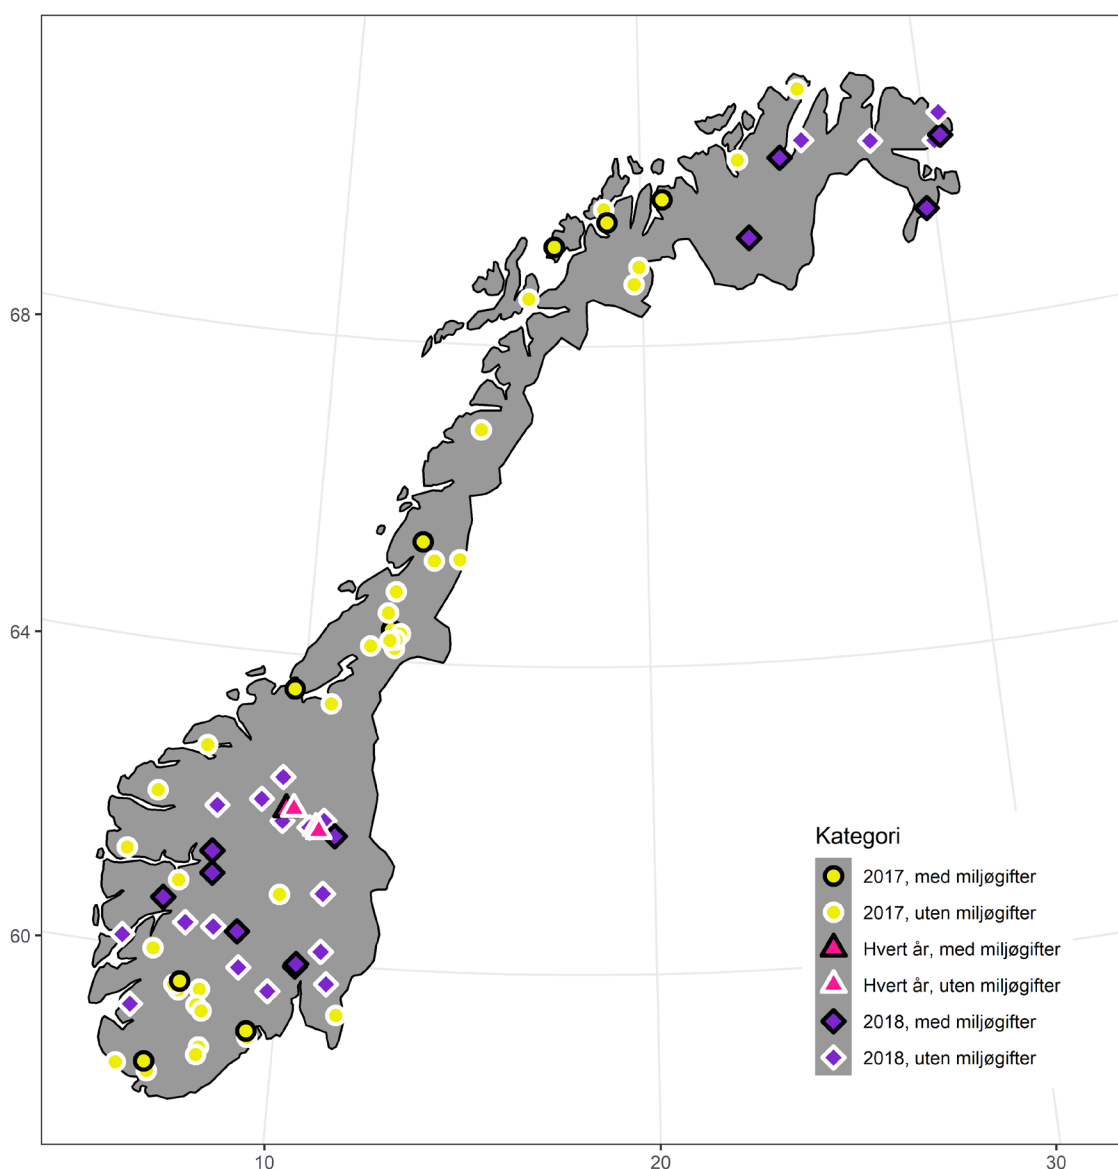 68
64
60
Kategori
2017, med miljøgifter
2017, uten miljøgifter
Hvert år, med miljøgifter
Hvert år, uten miljøgifter
2018, med miljøgifter
2018, uten miljøgifter
10
20
30